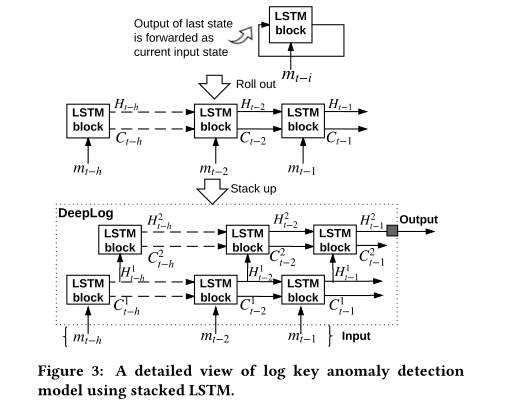 Output of last state
is forwarded as
current input state
LSTM
block
m_{t-i}
Roll out
LSTM
block
H_{t-h}
C_{t-h}
LSTM
block
H_{t-2}
C_{t-2}
LSTM
block
H_{t-1}
C_{t-1}
m_{t-h}
m_{t-2}
m_{t-1}
Stack up
DeepLog
LSTM
block
H^2_{t-h}
C^2_{t-h}
LSTM
block
H^2_{t-2}
C^2_{t-2}
LSTM
block
H^2_{t-1}
C^2_{t-1}
Output
LSTM
block
H^1_{t-h}
C^1_{t-h}
LSTM
block
H^1_{t-2}
C^1_{t-2}
LSTM
block
H^1_{t-1}
C^1_{t-1}
{ m_{t-h}
m_{t-2}
m_{t-1} }
Input
Figure 3: A detailed view of log key anomaly detection
model using stacked LSTM.